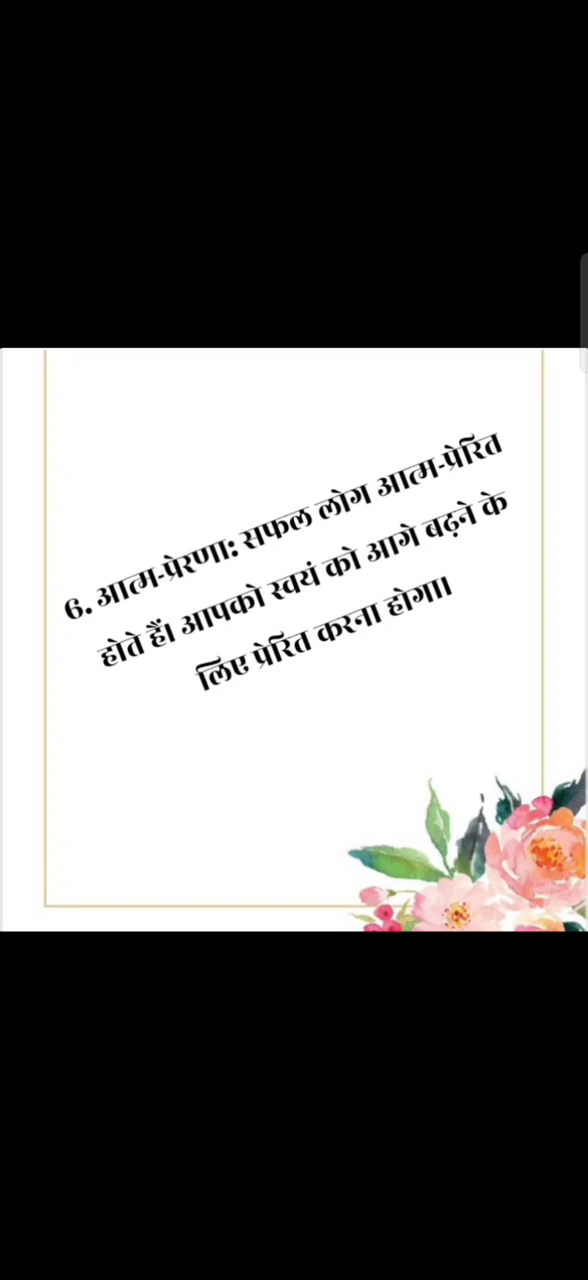 6. आत्म-प्रेरणा: सफल लोग आत्म-प्रेरित
होते हैं। आपको स्वयं को आगे बढ़ने के
लिए प्रेरित करना होगा।